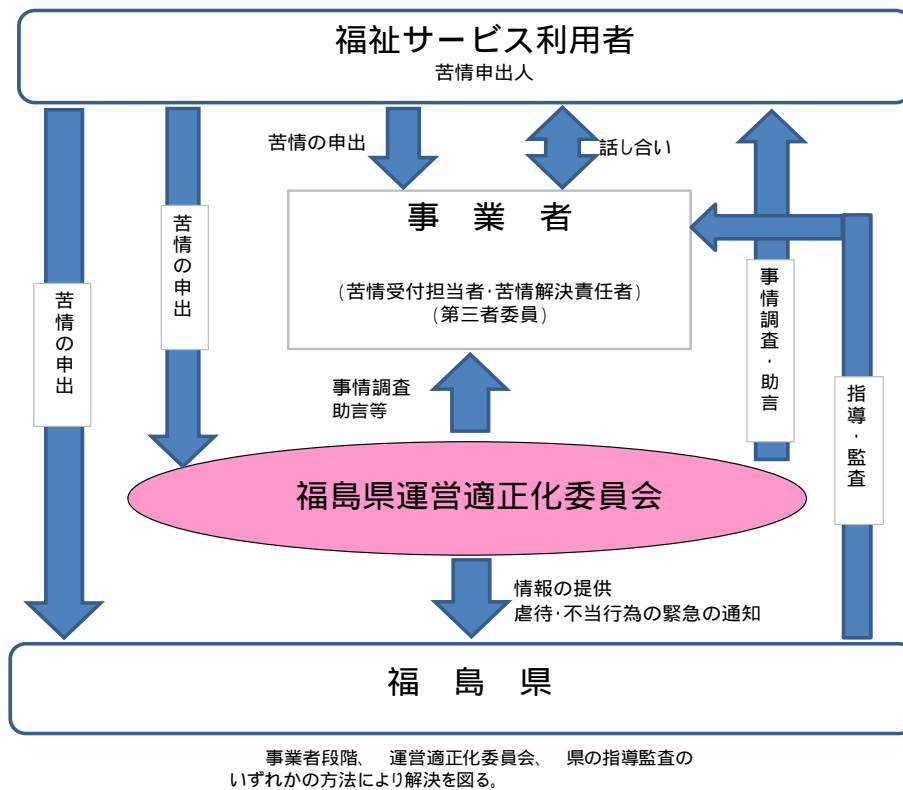 福祉サービス利用者
苦情申出人
苦情の申出
話し合い
事 業 者
(苦情受付担当者・苦情解決責任者)
(第三者委員)
苦情の申出
苦情の申出
事情調査・助言
指導・監査
事情調査
助言等
福島県運営適正化委員会
情報の提供
虐待・不当行為の緊急の通知
福 島 県
事業者段階、 運営適正化委員会、 県の指導監査の
いずれかの方法により解決を図る。